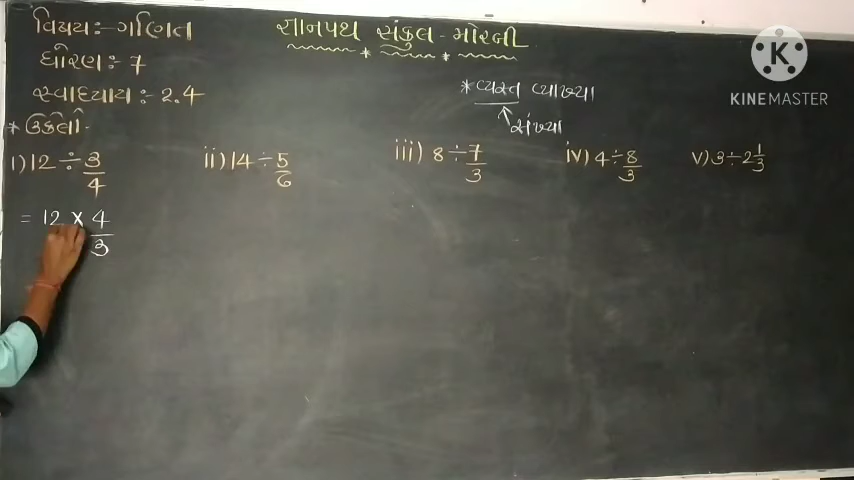 વિષય:- ગણિત
જ્ઞાનપથ સંકુલ - મોરબી
ધોરણ:- 7
સ્વાધ્યાય:- 2.4
* વ્યસ્ત વ્યાખ્યા
સંખ્યા
* ઉકેલો -
i) 12 ÷ 3/4
ii) 14 ÷ 5/6
iii) 8 ÷ 7/3
iv) 4 ÷ 8/3
v) 3 ÷ 2 1/3
= 12 × 4/3
KINEMASTER